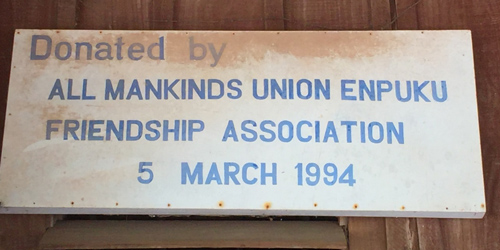 Donated by
ALL MANKINDS UNION ENPUKU
FRIENDSHIP ASSOCIATION
5 MARCH 1994